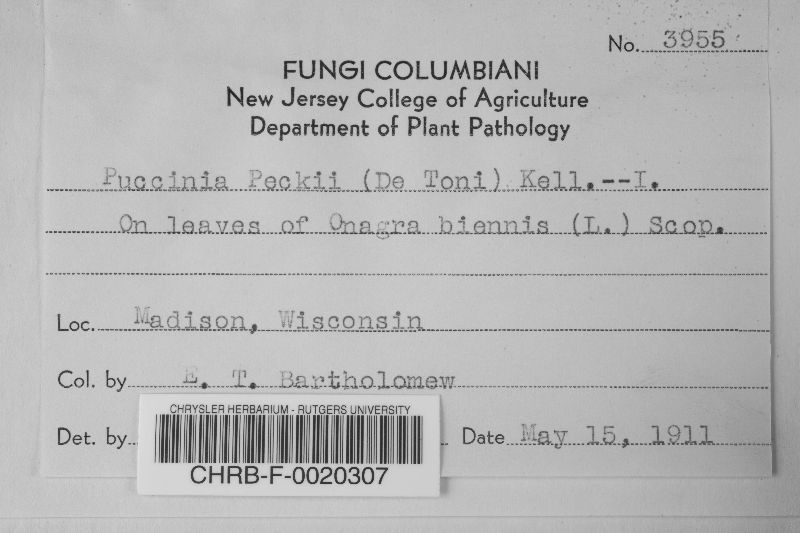 No. 3955
FUNGI COLUMBIANI
New Jersey College of Agriculture
Department of Plant Pathology
Puccinia Peckii (De Toni) Kell.--I.
On leaves of Onagra biennis (L.) Scop.
Loc. Madison, Wisconsin
Col. by E. T. Bartholomew
Det. by
Date May 15, 1911
CHRYSLER HERBARIUM - RUTGERS UNIVERSITY
CHRB-F-0020307